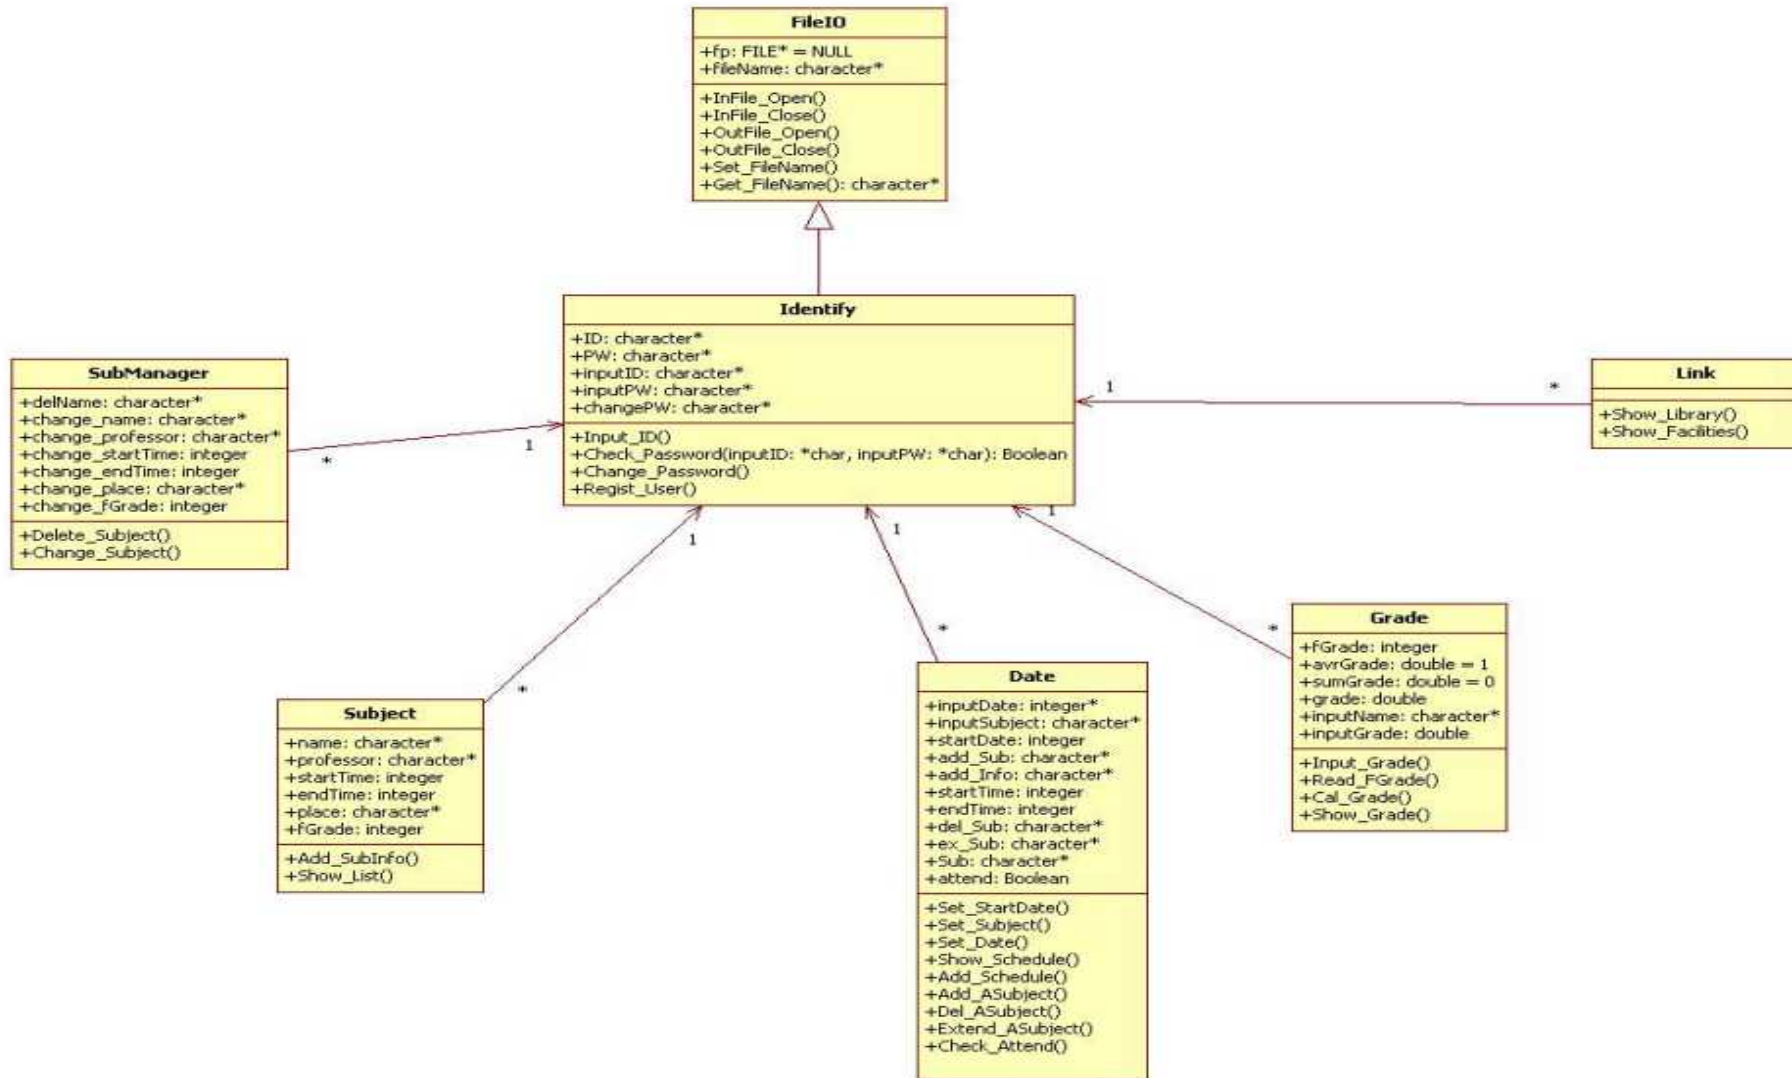 FileIO
+fp: FILE* = NULL
+fileName: character*
+InFile_Open()
+InFile_Close()
+OutFile_Open()
+OutFile_Close()
+Set_FileName()
+Get_FileName(): character*
Identify
+ID: character*
+PW: character*
+inputID: character*
+inputPW: character*
+changePW: character*
+Input_ID()
+Check_Password(inputID: *char, inputPW: *char): Boolean
+Change_Password()
+Regist_User()
SubManager
+delName: character*
+change_name: character*
+change_professor: character*
+change_startTime: integer
+change_endTime: integer
+change_place: character*
+change_fGrade: integer
+Delete_Subject()
+Change_Subject()
*
1
1
*
Link
+Show_Library()
+Show_Facilities()
1
*
1
*
1
*
Subject
+name: character*
+professor: character*
+startTime: integer
+endTime: integer
+place: character*
+fGrade: integer
+Add_SubInfo()
+Show_List()
Date
+inputDate: integer*
+inputSubject: character*
+startDate: integer
+add_Sub: character*
+add_Info: character*
+startTime: integer
+endTime: integer
+del_Sub: character*
+ex_Sub: character*
+Sub: character*
+attend: Boolean
+Set_StartDate()
+Set_Subject()
+Set_Date()
+Show_Schedule()
+Add_Schedule()
+Add_ASubject()
+Del_ASubject()
+Extend_ASubject()
+Check_Attend()
Grade
+fGrade: integer
+avrGrade: double = 1
+sumGrade: double = 0
+grade: double
+inputName: character*
+inputGrade: double
+Input_Grade()
+Read_FGrade()
+Cal_Grade()
+Show_Grade()